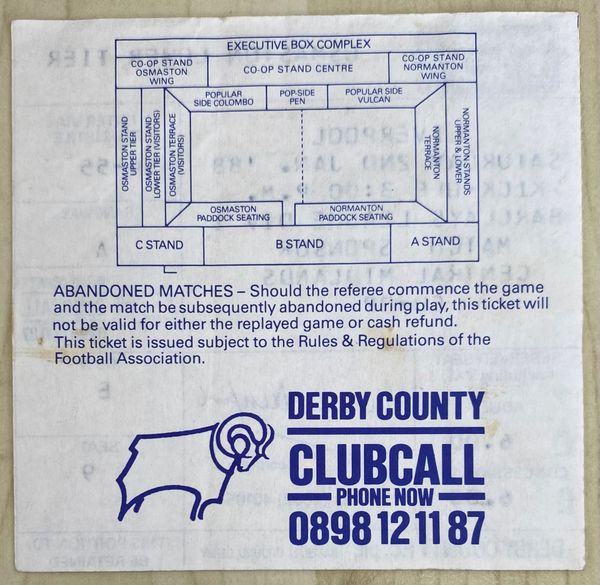 EXECUTIVE BOX COMPLEX
CO-OP STAND
OSMASTON
WING
CO-OP STAND CENTRE
CO-OP STAND
NORMANTON
WING
POPULAR
SIDE COLOMBO
POP-SIDE
PEN
POPULAR SIDE
VULCAN
OSMASTON STAND
UPPER TIER
OSMASTON STAND
LOWER TIER (VISITORS)
OSMASTON TERRACE
(VISITORS)
NORMANTON
TERRACE
NORMANTON STANDS
UPPER & LOWER
OSMASTON
PADDOCK SEATING
NORMANTON
PADDOCK SEATING
C STAND
B STAND
A STAND
ABANDONED MATCHES – Should the referee commence the game
and the match be subsequently abandoned during play, this ticket will
not be valid for either the replayed game or cash refund.
This ticket is issued subject to the Rules & Regulations of the
Football Association.
DERBY COUNTY
CLUBCALL
PHONE NOW
0898 12 11 87